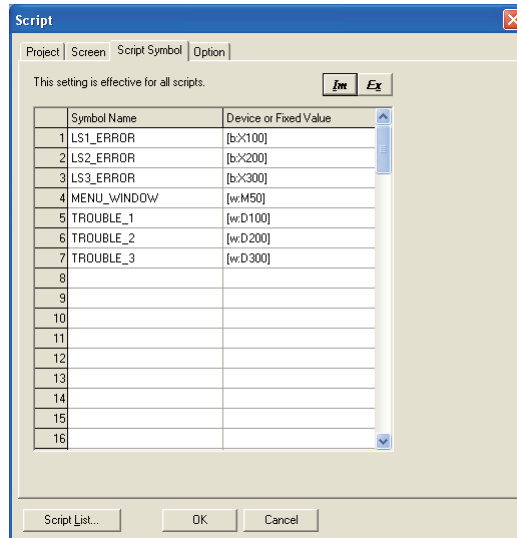 Script
Project Screen Script Symbol Option
This setting is effective for all scripts. Im Ex
Symbol Name Device or Fixed Value
1 LS1_ERROR [b:X100]
2 LS2_ERROR [b:X200]
3 LS3_ERROR [b:X300]
4 MENU_WINDOW [w:M50]
5 TROUBLE_1 [w:D100]
6 TROUBLE_2 [w:D200]
7 TROUBLE_3 [w:D300]
8
9
10
11
12
13
14
15
16
Script List... OK Cancel